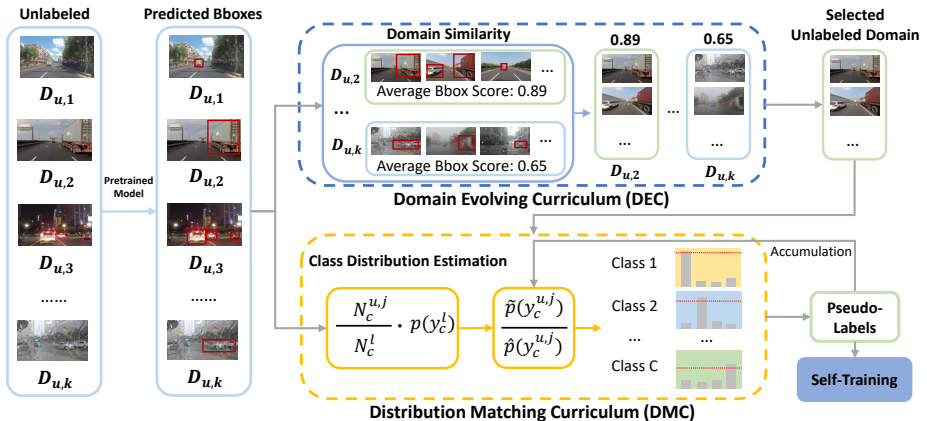 Unlabeled
D_{u,1}
D_{u,2}
D_{u,3}
......
D_{u,k}
Pretrained
Model
Predicted Bboxes
D_{u,1}
D_{u,2}
D_{u,3}
......
D_{u,k}
Domain Similarity
D_{u,2}
...
Average Bbox Score: 0.89
...
D_{u,k}
...
Average Bbox Score: 0.65
0.89
...
D_{u,2}
...
0.65
...
D_{u,k}
Domain Evolving Curriculum (DEC)
Selected
Unlabeled Domain
...
Class Distribution Estimation
N_c^{u,j} / N_c^l · p(y_c^l)
p̃(y_c^{u,j}) / p̂(y_c^{u,j})
Class 1
Class 2
... ...
Class C
Distribution Matching Curriculum (DMC)
Accumulation
Pseudo-
Labels
Self-Training